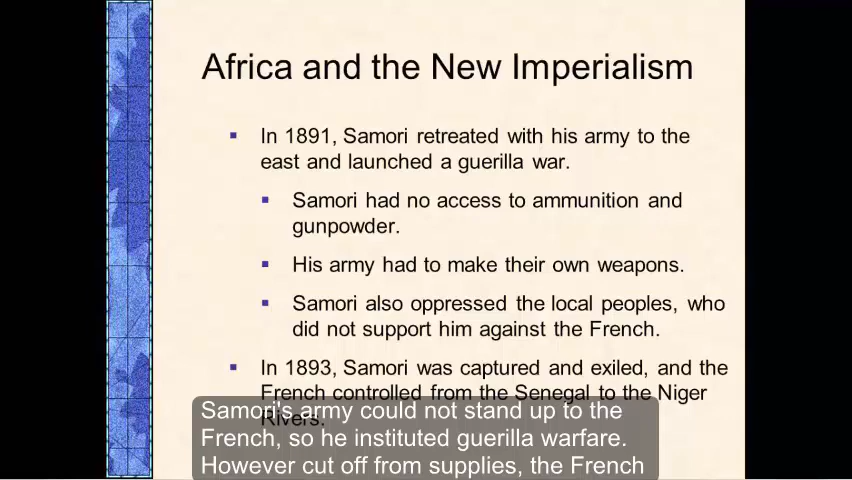 Africa and the New Imperialism
In 1891, Samori retreated with his army to the
east and launched a guerilla war.
Samori had no access to ammunition and
gunpowder.
His army had to make their own weapons.
Samori also oppressed the local peoples, who
did not support him against the French.
In 1893, Samori was captured and exiled, and the
French controlled from the Senegal to the Niger
Rivers.
Samori's army could not stand up to the
French, so he instituted guerilla warfare.
However cut off from supplies, the French